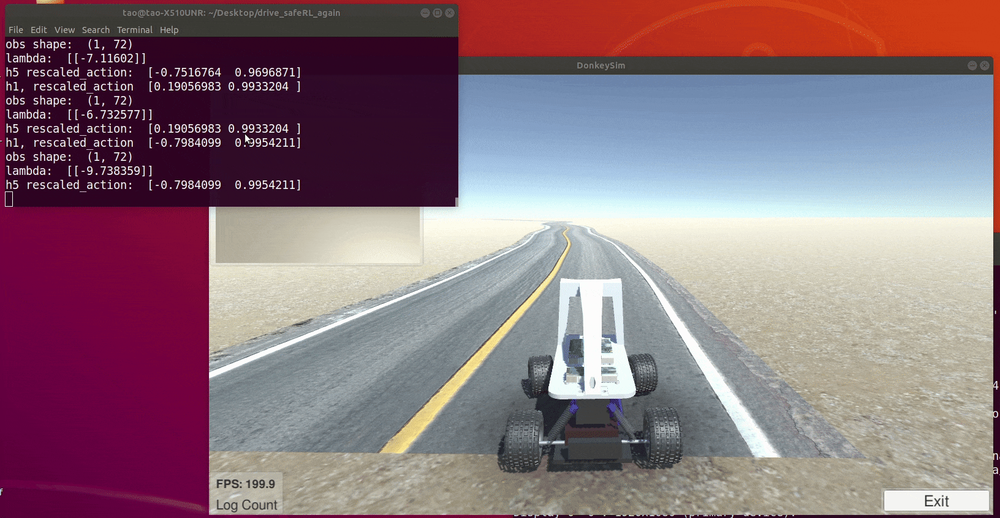 tao@tao-X510UNR: ~/Desktop/drive_safeRL_again
File Edit View Search Terminal Help
obs shape:  (1, 72)
lambda:  [[-7.11602]]
h5 rescaled_action:  [-0.7516764  0.9696871]
h1, rescaled_action  [0.19056983 0.9933204 ]
obs shape:  (1, 72)
lambda:  [[-6.732577]]
h5 rescaled_action:  [0.19056983 0.9933204 ]
h1, rescaled_action  [-0.7984099  0.9954211]
obs shape:  (1, 72)
lambda:  [[-9.738359]]
h5 rescaled_action:  [-0.7984099  0.9954211]
DonkeySim
FPS: 199.9
Log Count
Exit